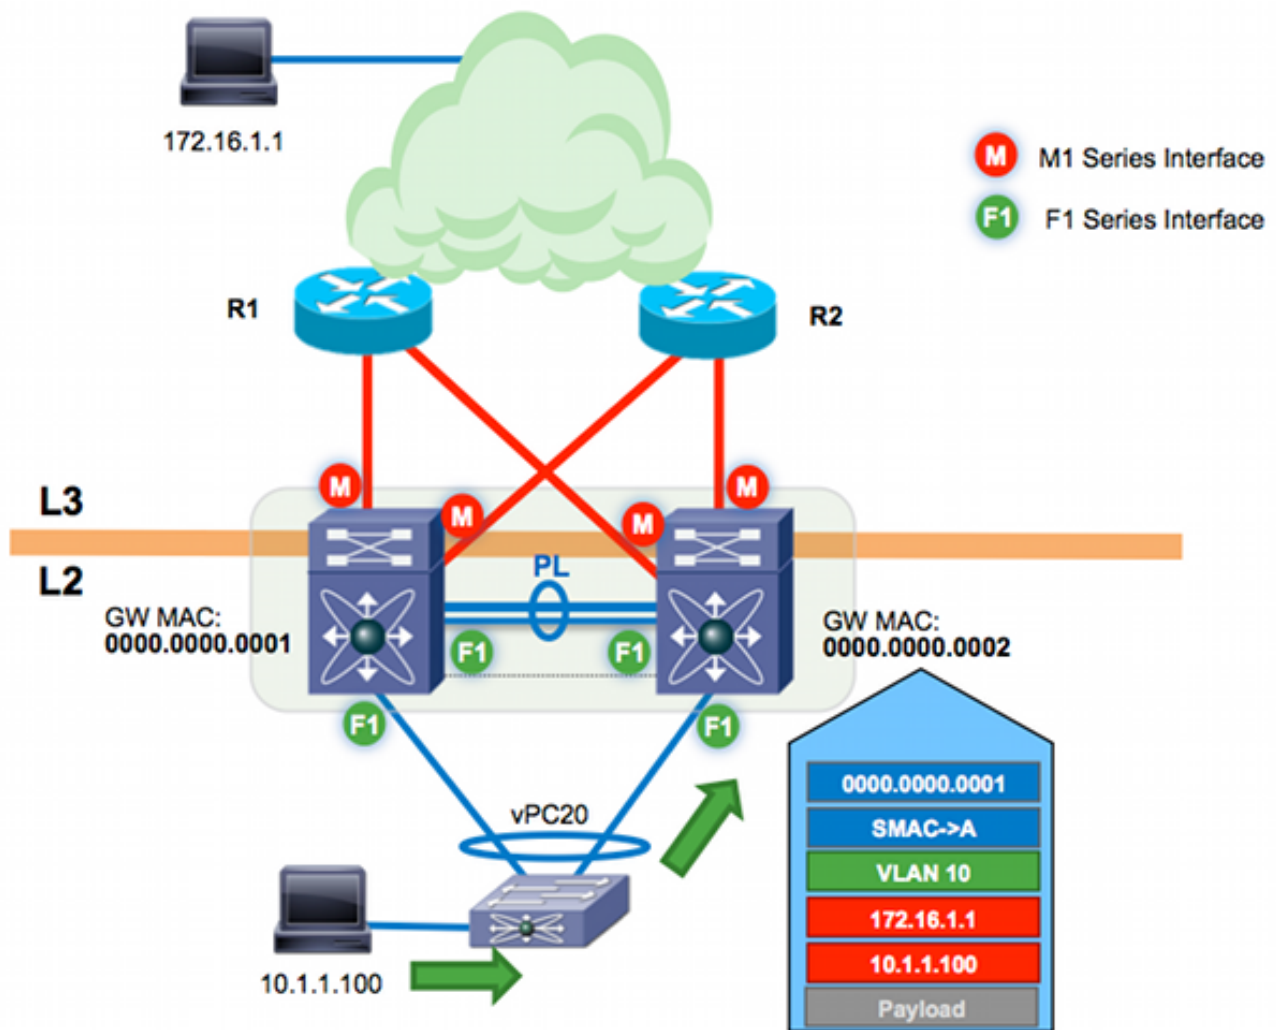 172.16.1.1
M
M1 Series Interface
F1
F1 Series Interface
R1
R2
M
M
M
M
L3
L2
PL
GW MAC:
0000.0000.0001
GW MAC:
0000.0000.0002
F1
F1
F1
F1
vPC20
10.1.1.100
0000.0000.0001
SMAC->A
VLAN 10
172.16.1.1
10.1.1.100
Payload